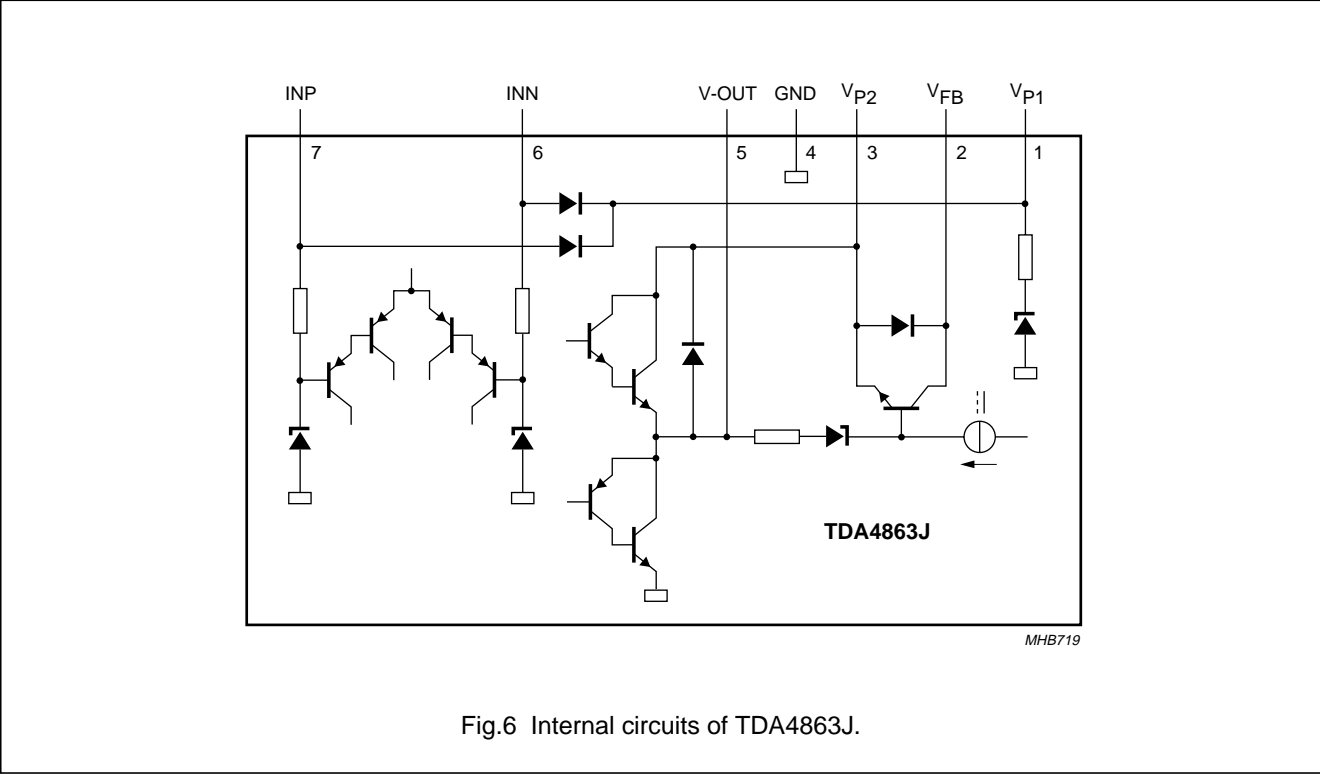 INP INN V-OUT GND VP2 VFB VP1
7 6 5 4 3 2 1
TDA4863J
MHB719
Fig.6 Internal circuits of TDA4863J.